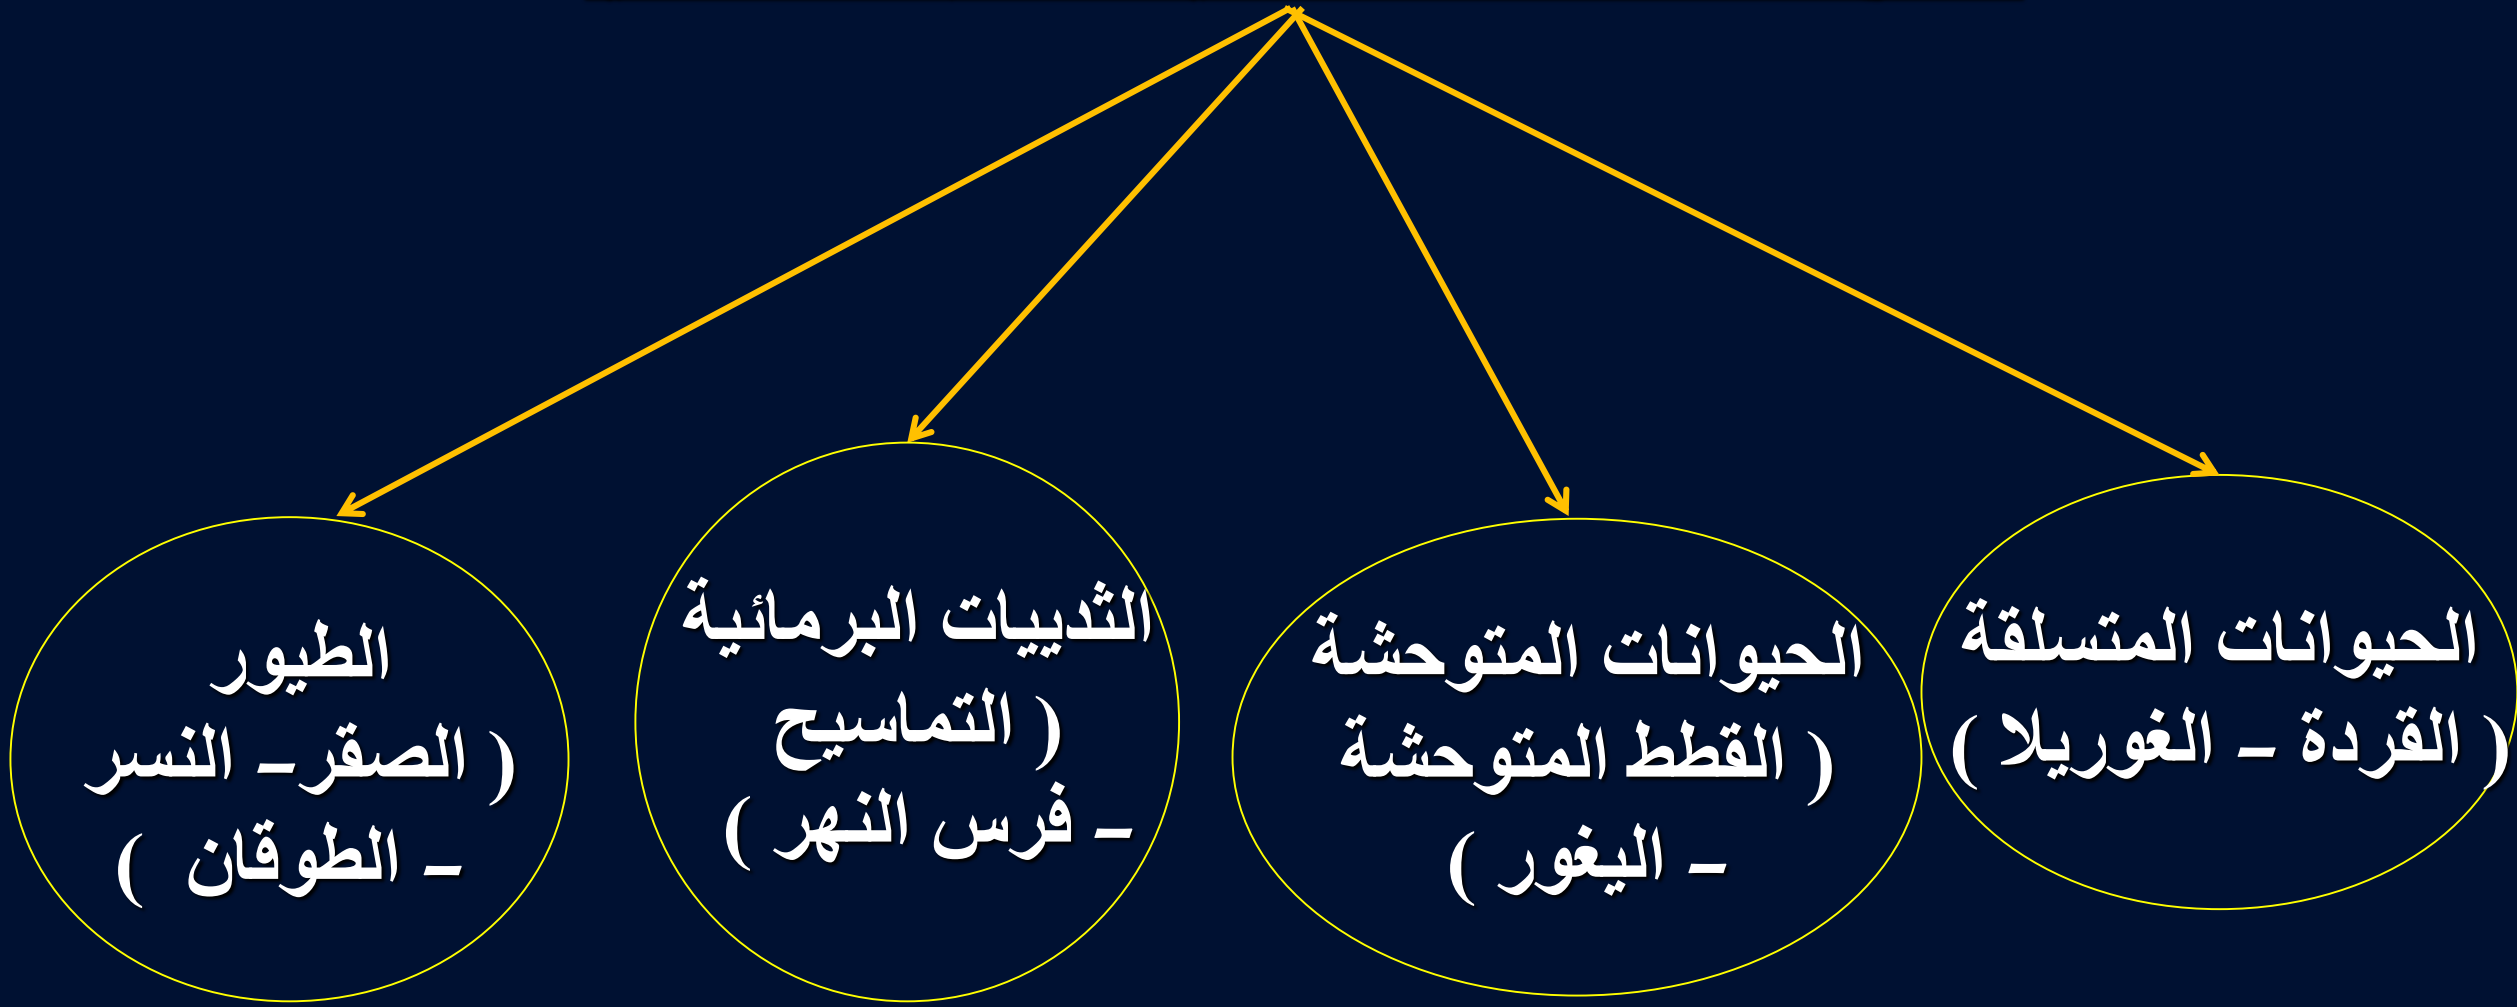 الحيوانات المتسلقة
( القردة – الغوريلا )
الحيوانات المتوحشة
( القطط المتوحشة
– اليغور )
الثدييات البرمائية
( التماسيح
– فرس النهر )
الطيور
( الصقر– النسر
– الطوقان )